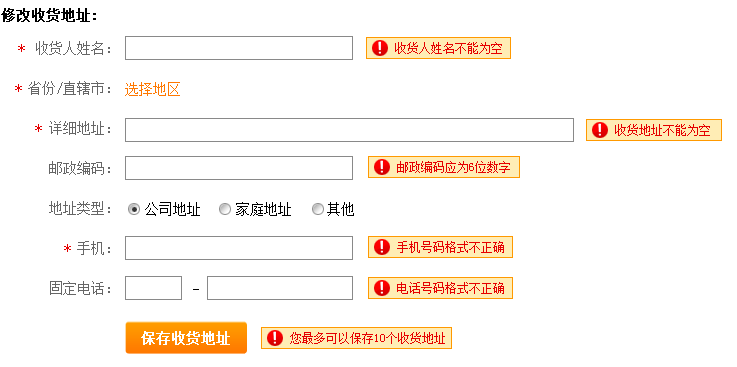 修改收货地址：
* 收货人姓名： 收货人姓名不能为空
* 省份/直辖市： 选择地区
* 详细地址： 收货地址不能为空
邮政编码： 邮政编码应为6位数字
地址类型： 公司地址 家庭地址 其他
* 手机： 手机号码格式不正确
固定电话： - 电话号码格式不正确
保存收货地址 您最多可以保存10个收货地址